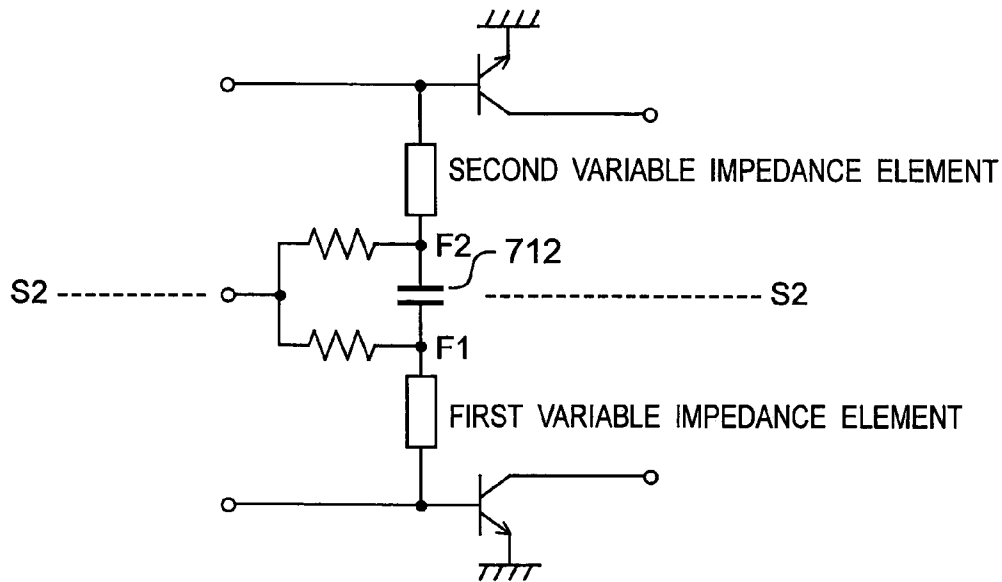 SECOND VARIABLE IMPEDANCE ELEMENT
F2
712
S2
S2
F1
FIRST VARIABLE IMPEDANCE ELEMENT